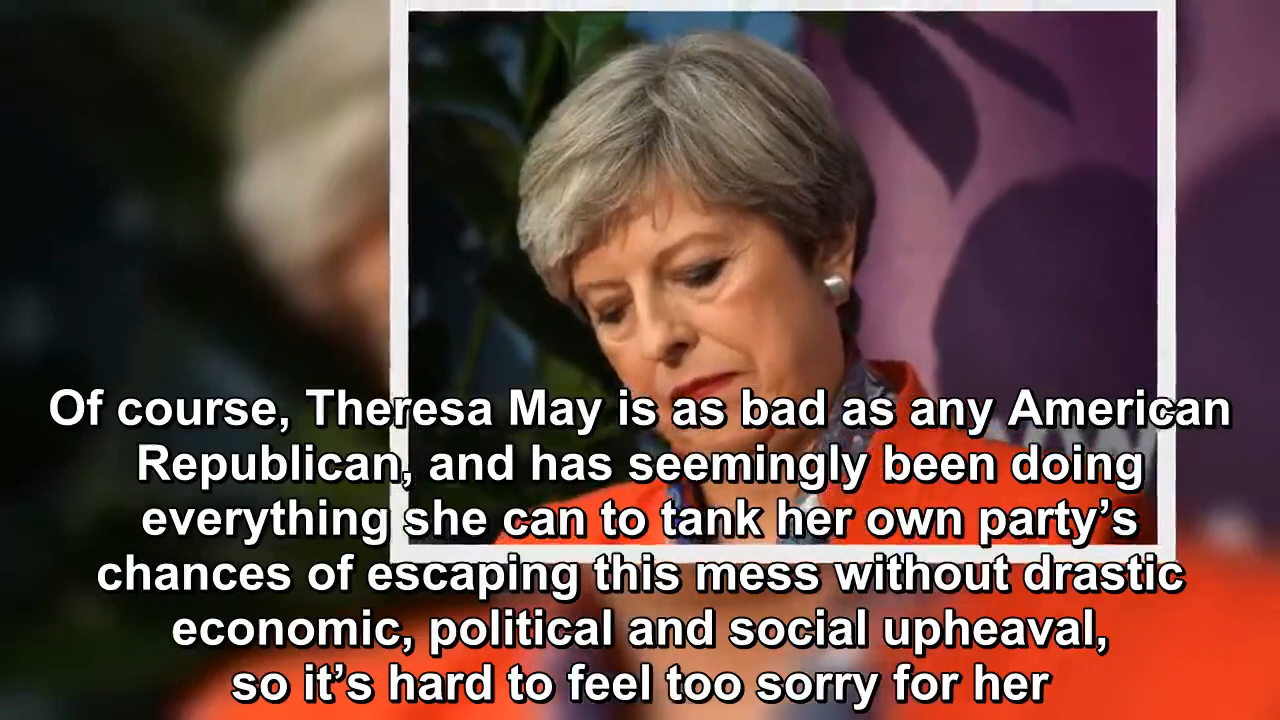 Of course, Theresa May is as bad as any American
Republican, and has seemingly been doing
everything she can to tank her own party’s
chances of escaping this mess without drastic
economic, political and social upheaval,
so it’s hard to feel too sorry for her